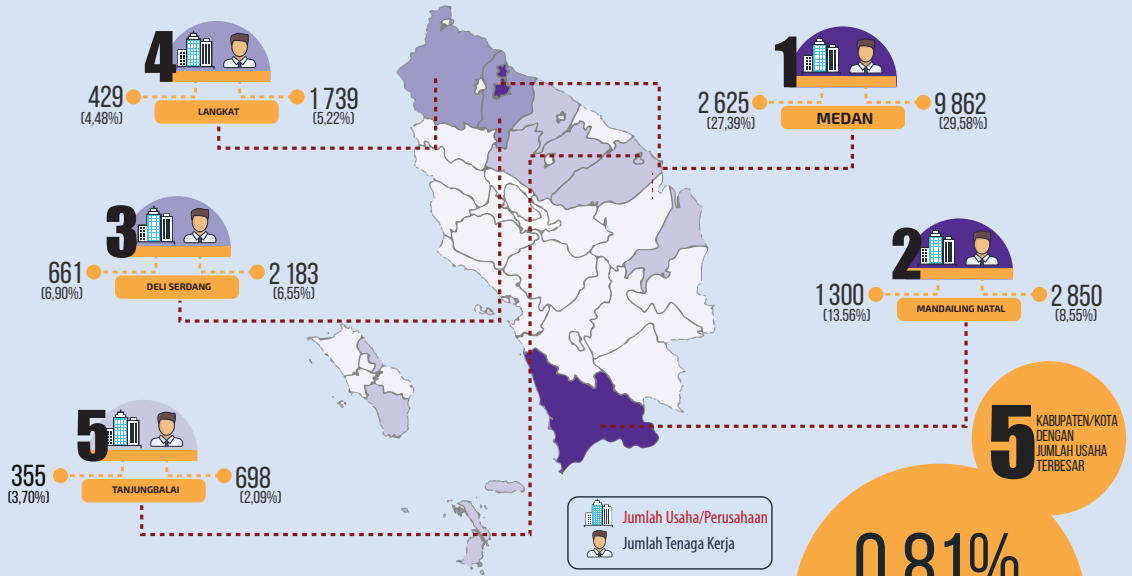 4
429
(4,48%)
1 739
(5,22%)
LANGKAT
1
2 625
(27,39%)
9 862
(29,58%)
MEDAN
3
661
(6,90%)
2 183
(6,55%)
DELI SERDANG
2
1 300
(13.56%)
2 850
(8,55%)
MANDAILING NATAL
5
355
(3,70%)
698
(2,09%)
TANJUNGBALAI
5
KABUPATEN/KOTA
DENGAN
JUMLAH USAHA
TERBESAR
Jumlah Usaha/Perusahaan
Jumlah Tenaga Kerja
0,81%